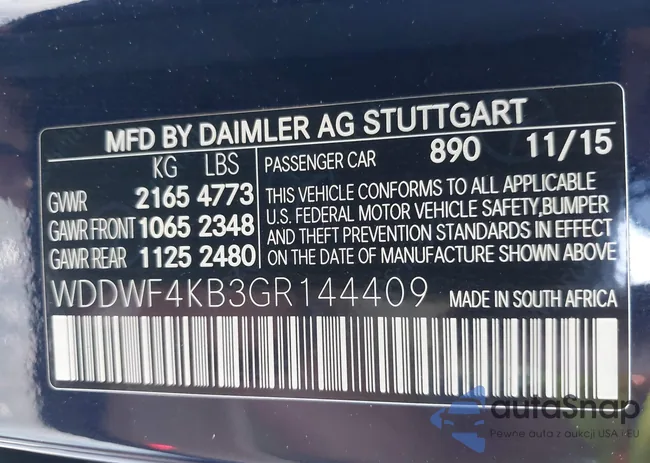 MFD BY DAIMLER AG STUTTGART
KG LBS
GVWR 2165 4773
GAWR FRONT 1065 2348
GAWR REAR 1125 2480
PASSENGER CAR 890 11/15
THIS VEHICLE CONFORMS TO ALL APPLICABLE
U.S. FEDERAL MOTOR VEHICLE SAFETY,BUMPER
AND THEFT PREVENTION STANDARDS IN EFFECT
ON THE DATE OF MANUFACTURE SHOWN ABOVE
WDDWF4KB3GR144409 MADE IN SOUTH AFRICA
autaSnap
Pewne auta z aukcji USA i EU